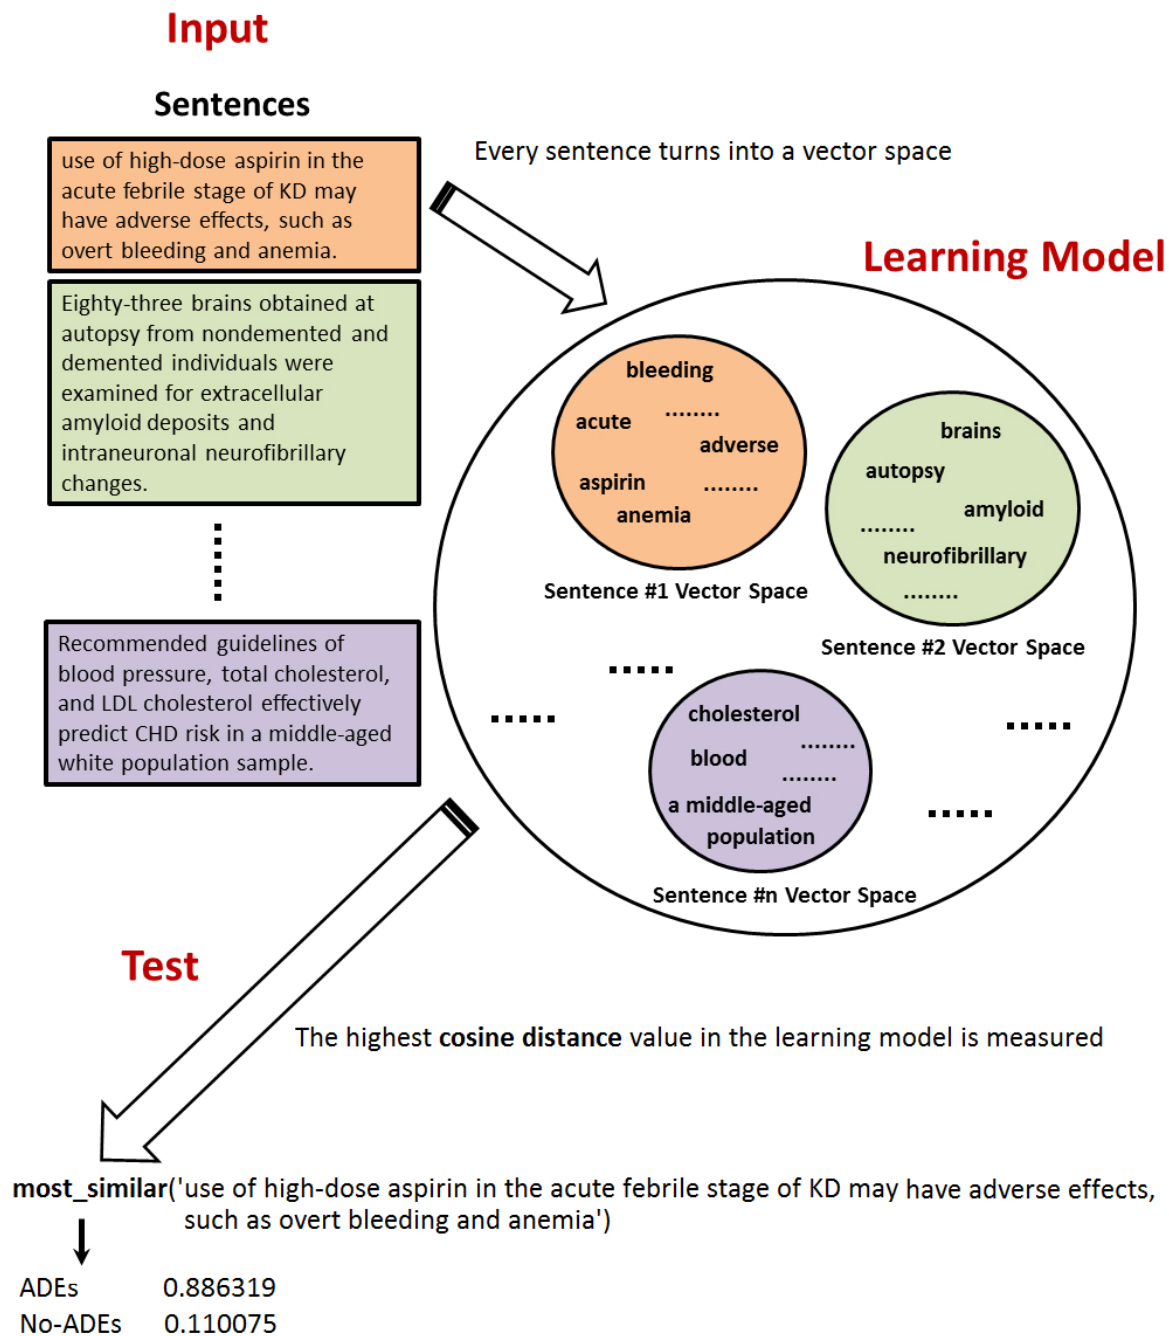 Input
Sentences
use of high-dose aspirin in the
acute febrile stage of KD may
have adverse effects, such as
overt bleeding and anemia.
Eighty-three brains obtained at
autopsy from nondemented and
demented individuals were
examined for extracellular
amyloid deposits and
intraneuronal neurofibrillary
changes.
Recommended guidelines of
blood pressure, total cholesterol,
and LDL cholesterol effectively
predict CHD risk in a middle-aged
white population sample.
Every sentence turns into a vector space
Learning Model
bleeding
........
acute
adverse
aspirin
........
anemia
Sentence #1 Vector Space
brains
autopsy
amyloid
........
neurofibrillary
........
Sentence #2 Vector Space
cholesterol
........
blood
........
a middle-aged
population
Sentence #n Vector Space
Test
The highest cosine distance value in the learning model is measured
most_similar('use of high-dose aspirin in the acute febrile stage of KD may have adverse effects,
such as overt bleeding and anemia')
ADEs 0.886319
No-ADEs 0.110075